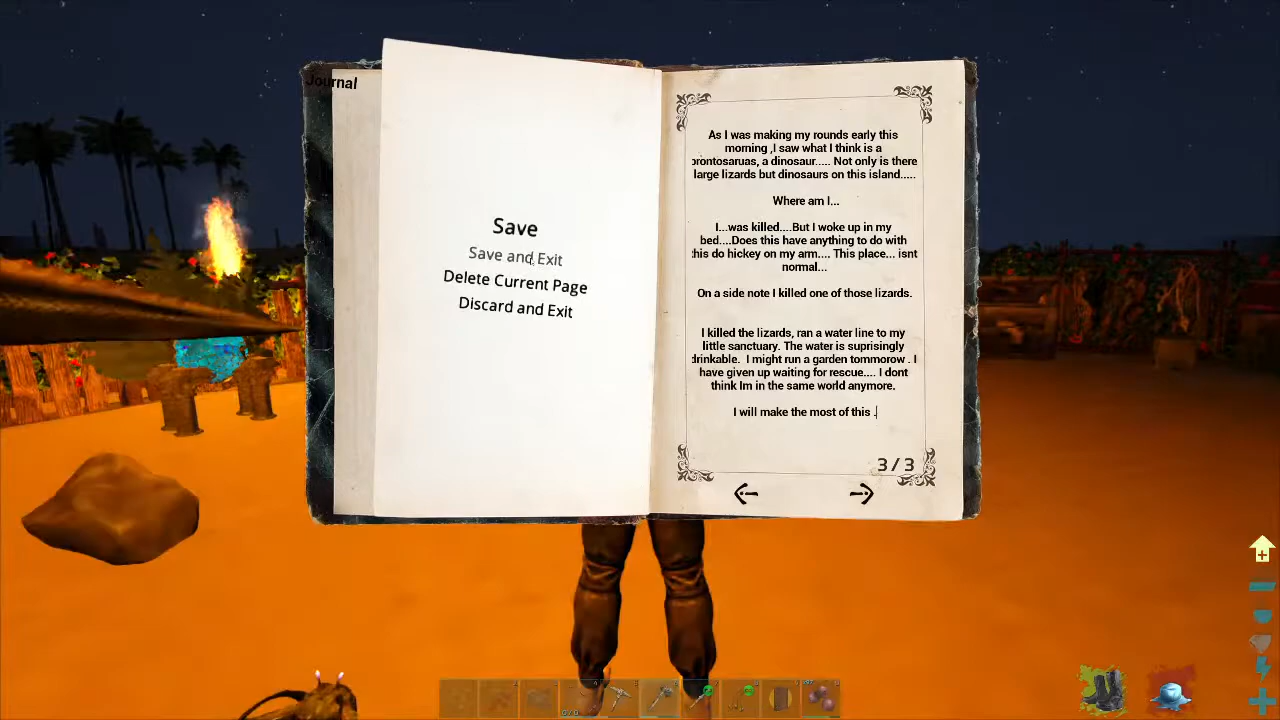 Journal
Save
Save and Exit
Delete Current Page
Discard and Exit
As I was making my rounds early this
morning ,I saw what I think is a
prontosaruas, a dinosaur..... Not only is there
large lizards but dinosaurs on this island.....
Where am I...
I...was killed....But I woke up in my
bed....Does this have anything to do with
this do hickey on my arm.... This place... isnt
normal...
On a side note I killed one of those lizards.
I killed the lizards, ran a water line to my
little sanctuary. The water is suprisingly
drinkable.  I might run a garden tommorow . I
have given up waiting for rescue.... I dont
think Im in the same world anymore.
I will make the most of this .
3/3